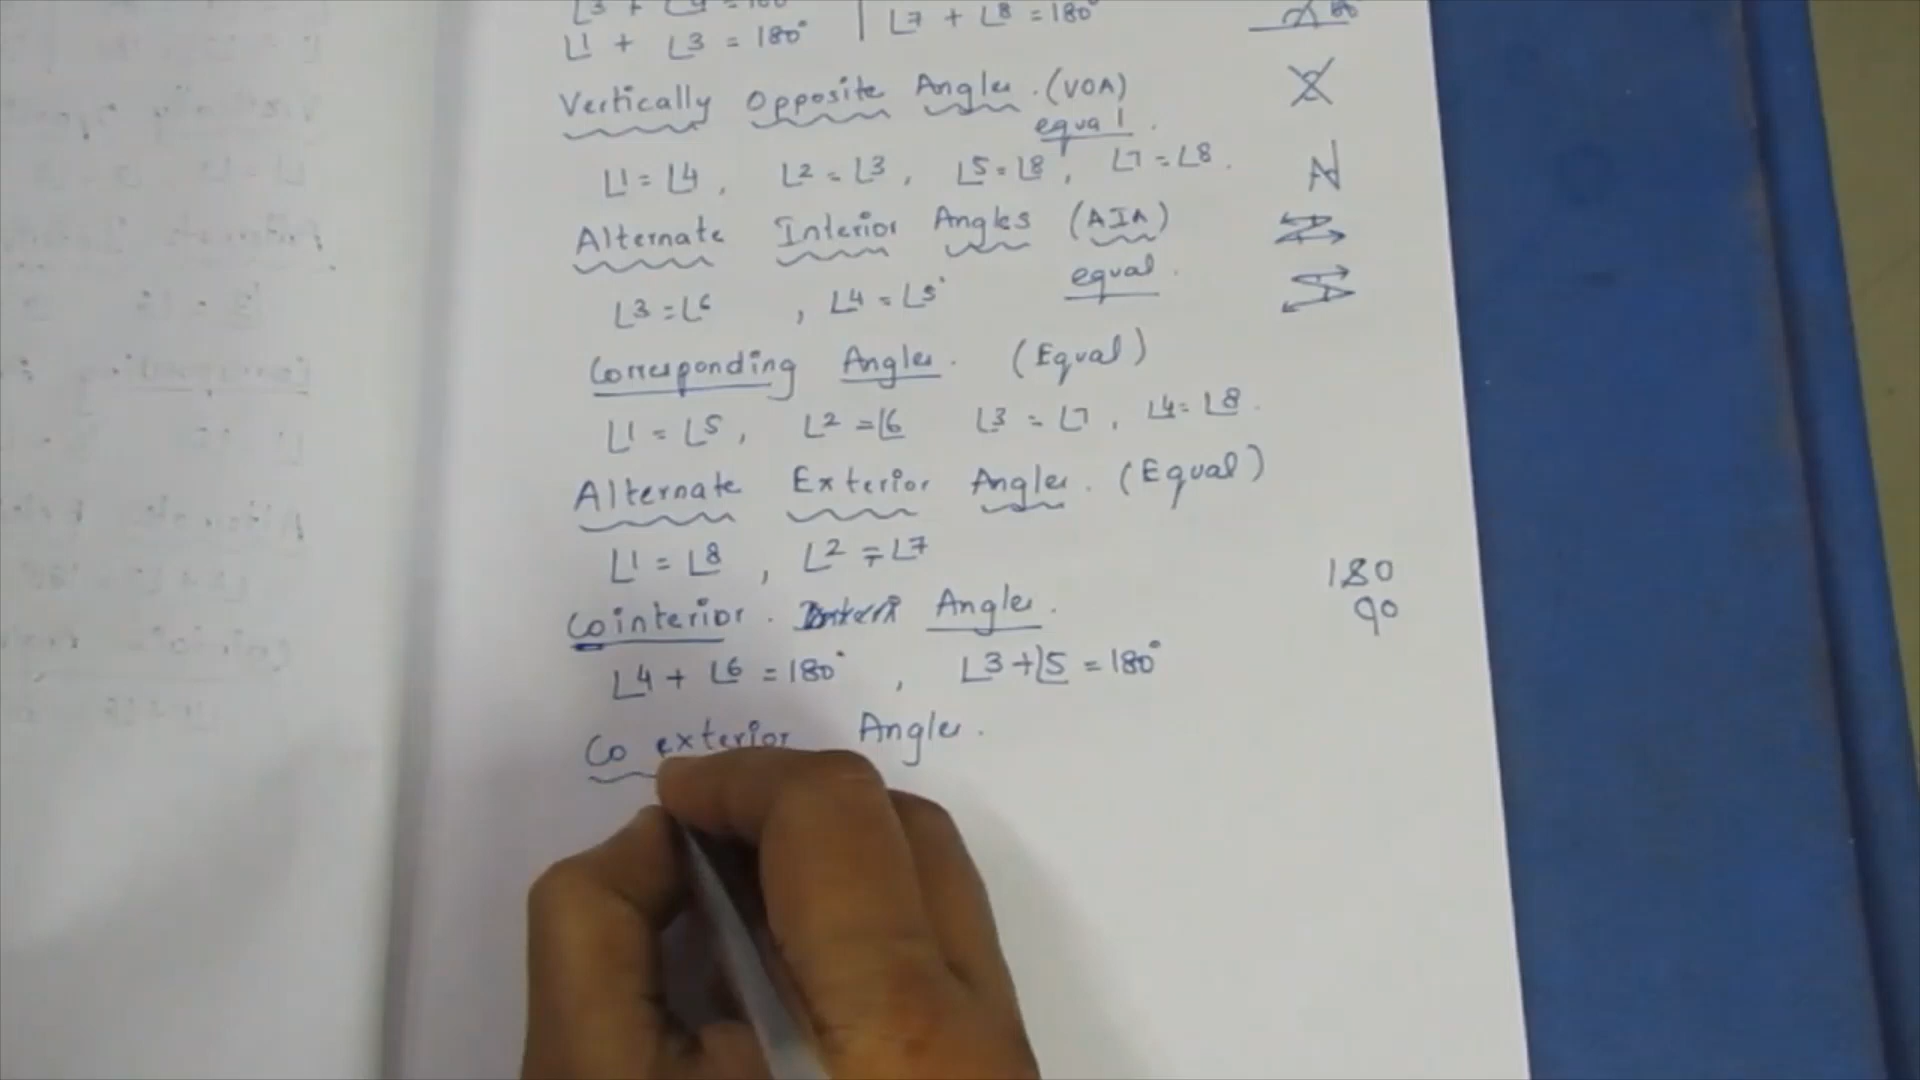 ∠3 + ∠4 = 180
∠1 + ∠3 = 180° | ∠7 + ∠8 = 180°
Vertically Opposite Angles. (VOA)
equal.
∠1 = ∠4, ∠2 = ∠3, ∠5 = ∠8, ∠7 = ∠8.
Alternate Interior Angles (AIA)
equal.
∠3 = ∠6, ∠4 = ∠5
Corresponding Angles. (Equal)
∠1 = ∠5, ∠2 = ∠6 ∠3 = ∠7, ∠4 = ∠8.
Alternate Exterior Angles. (Equal)
∠1 = ∠8, ∠2 = ∠7
180
90
Cointerior. Angles.
∠4 + ∠6 = 180°, ∠3 + ∠5 = 180°
Co exterior Angles.